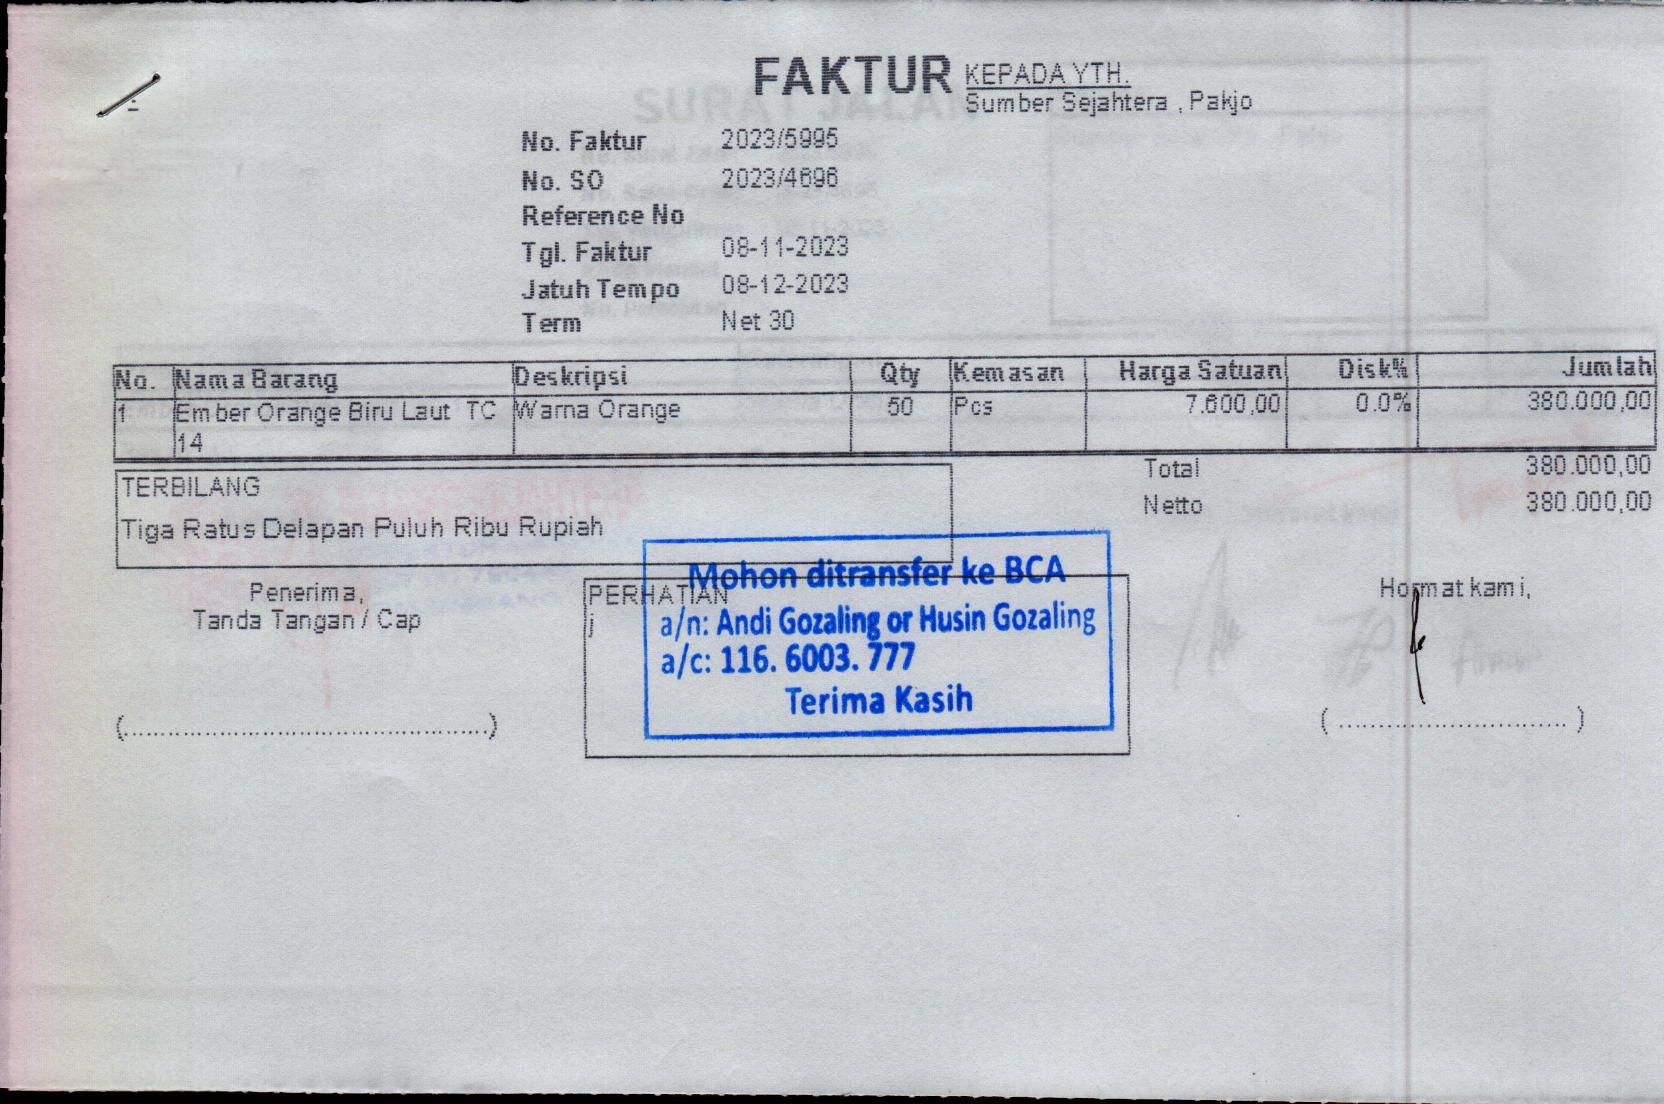 FAKTUR
KEPADA YTH.
Sumber Sejahtera , Pakjo
No. Faktur 2023/5995
No. SO 2023/4696
Reference No
Tgl. Faktur 08-11-2023
Jatuh Tempo 08-12-2023
Term Net 30
No. Nama Barang Deskripsi Qty Kemasan Harga Satuan Disk% Jumlah
1 Ember Orange Biru Laut TC Warna Orange 50 Pcs 7.600,00 0.0% 380.000,00
14
Total 380.000,00
Netto 380.000,00
TERBILANG
Tiga Ratus Delapan Puluh Ribu Rupiah
Penerima,
Tanda Tangan / Cap
(................................................)
PERHATIAN
j
Mohon ditransfer ke BCA
a/n: Andi Gozaling or Husin Gozaling
a/c: 116. 6003. 777
Terima Kasih
Hormat kami,
( .............................. )
SURAT JALAN